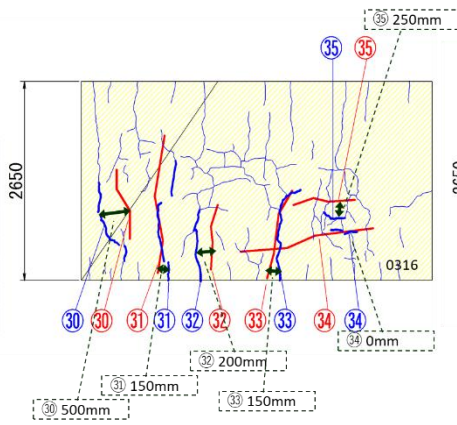 ㉟ 250mm
㉟ ㉟
2650
0316
㉚ ㉚ ㉛ ㉛ ㉜ ㉜ ㉝ ㉝ ㉞ ㉞
㉞ 0mm
㉜ 200mm
㉛ 150mm
㉝ 150mm
㉚ 500mm